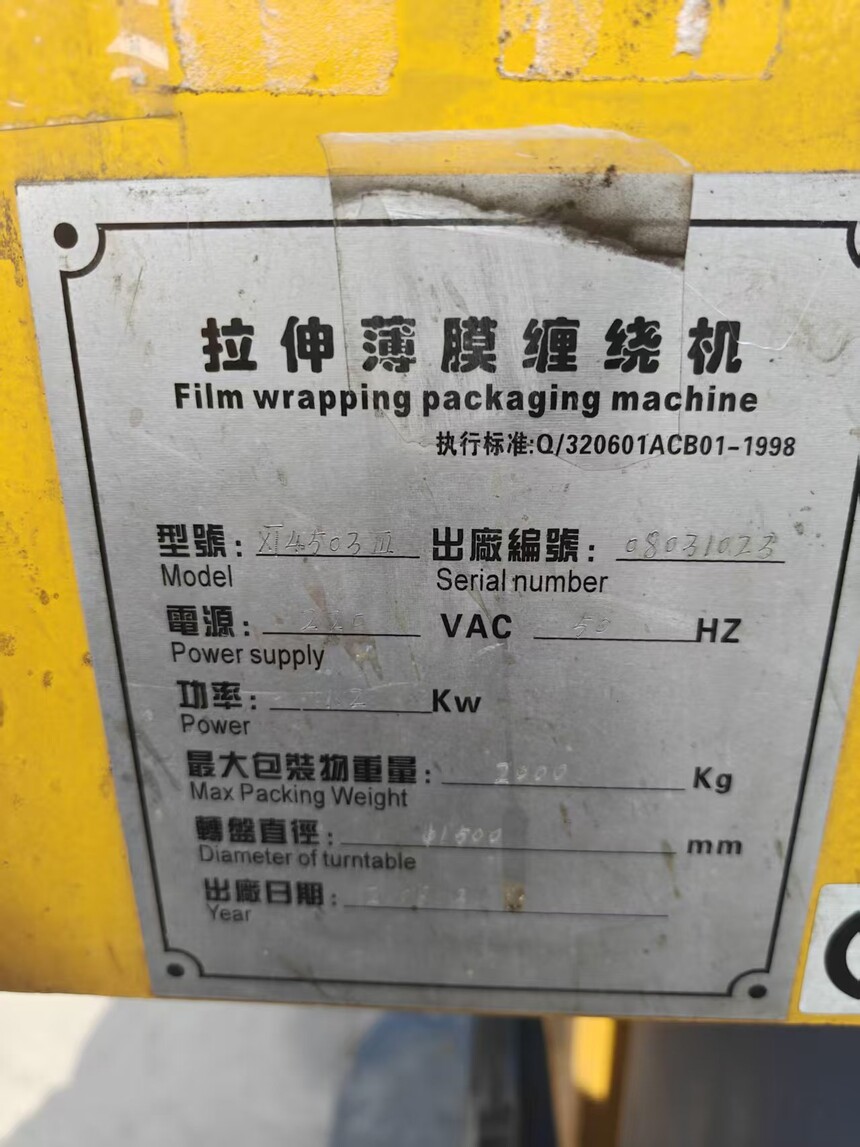 拉伸薄膜缠绕机
Film wrapping packaging machine
执行标准:Q/320601ACB01-1998
型號: 出廠編號: 08031023
Model Serial number
電源: VAC 50 HZ
Power supply
功率: Kw
Power
最大包裝物重量: 2000 Kg
Max Packing Weight
轉盤直徑: ф1500 mm
Diameter of turntable
出廠日期:
Year